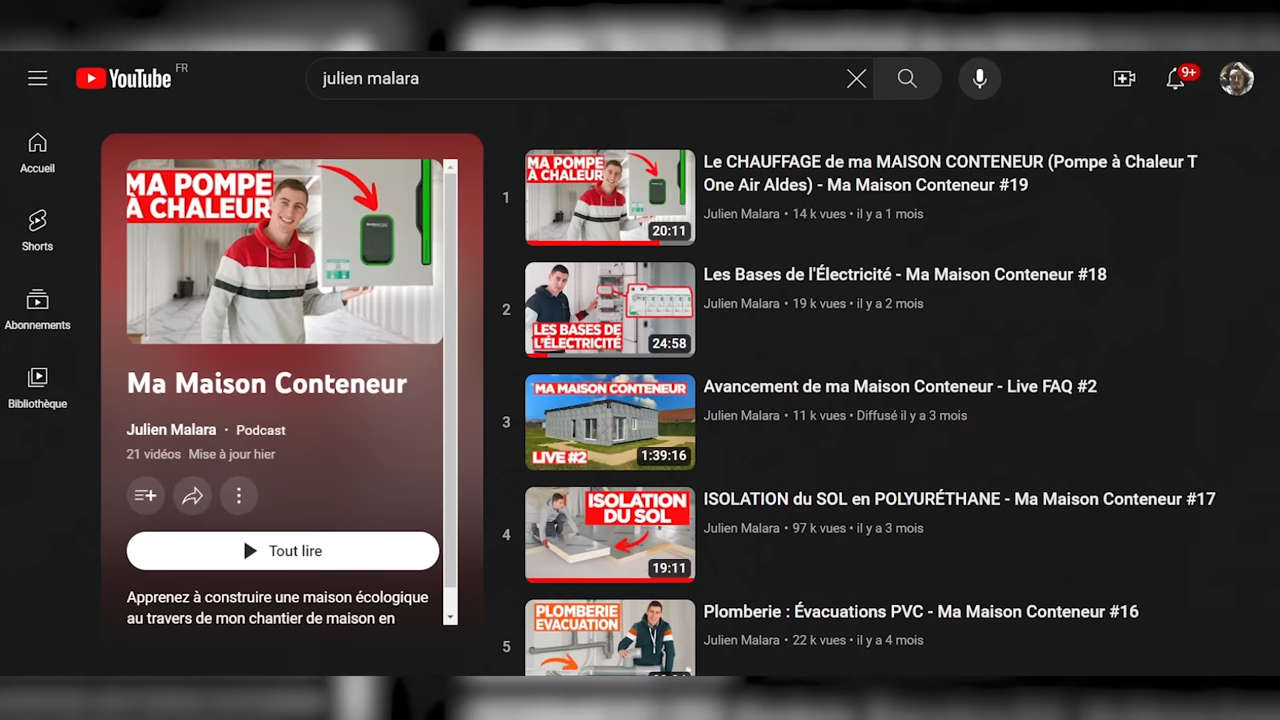 YouTube FR
julien malara
9+
Accueil
Shorts
Abonnements
Bibliothèque
MA POMPE
À CHALEUR
Ma Maison Conteneur
Julien Malara · Podcast
21 vidéos Mise à jour hier
Tout lire
Apprenez à construire une maison écologique
au travers de mon chantier de maison en
1
MA POMPE
À CHALEUR
20:11
Le CHAUFFAGE de ma MAISON CONTENEUR (Pompe à Chaleur T
One Air Aldes) - Ma Maison Conteneur #19
Julien Malara • 14 k vues • il y a 1 mois
2
LES BASES DE
L'ÉLECTRICITÉ
24:58
Les Bases de l'Électricité - Ma Maison Conteneur #18
Julien Malara • 19 k vues • il y a 2 mois
3
MA MAISON CONTENEUR
LIVE #2
1:39:16
Avancement de ma Maison Conteneur - Live FAQ #2
Julien Malara • 11 k vues • Diffusé il y a 3 mois
4
ISOLATION
DU SOL
19:11
ISOLATION du SOL en POLYURÉTHANE - Ma Maison Conteneur #17
Julien Malara • 97 k vues • il y a 3 mois
5
PLOMBERIE
EVACUATION
Plomberie : Évacuations PVC - Ma Maison Conteneur #16
Julien Malara • 22 k vues • il y a 4 mois